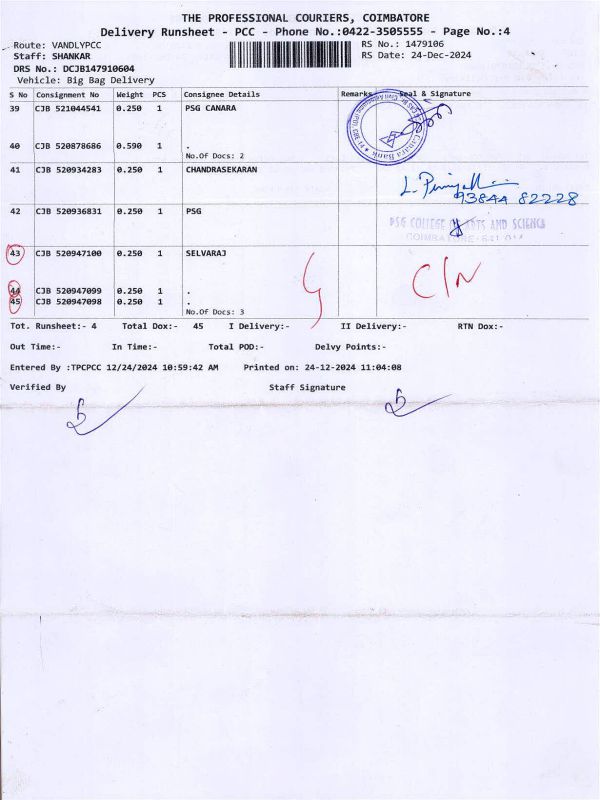 THE PROFESSIONAL COURIERS, COIMBATORE
Delivery Runsheet - PCC - Phone No.:0422-3505555 - Page No.:4
Route: VANDLYPCC
RS No.: 1479106
Staff: SHANKAR
RS Date: 24-Dec-2024
DRS No.: DCJB147910604
Vehicle: Big Bag Delivery
S No Consignment No Weight PCS Consignee Details Remarks Seal & Signature
39 CJB 521044541 0.250 1 PSG CANARA
40 CJB 520878686 0.590 1 .
No.Of Docs: 2
Canara Bank
41 CJB 520934283 0.250 1 CHANDRASEKARAN
93844 82228
42 CJB 520936831 0.250 1 PSG
PSG COLLEGE OF ARTS AND SCIENCE
COIMBATORE-641 014
43 CJB 520947100 0.250 1 SELVARAJ
C/N
44 CJB 520947099 0.250 1 .
45 CJB 520947098 0.250 1 .
No.Of Docs: 3
Tot. Runsheet:- 4 Total Dox:- 45 I Delivery:- II Delivery:- RTN Dox:-
Out Time:- In Time:- Total POD:- Delvy Points:-
Entered By :TPCPCC 12/24/2024 10:59:42 AM Printed on: 24-12-2024 11:04:08
Verified By Staff Signature